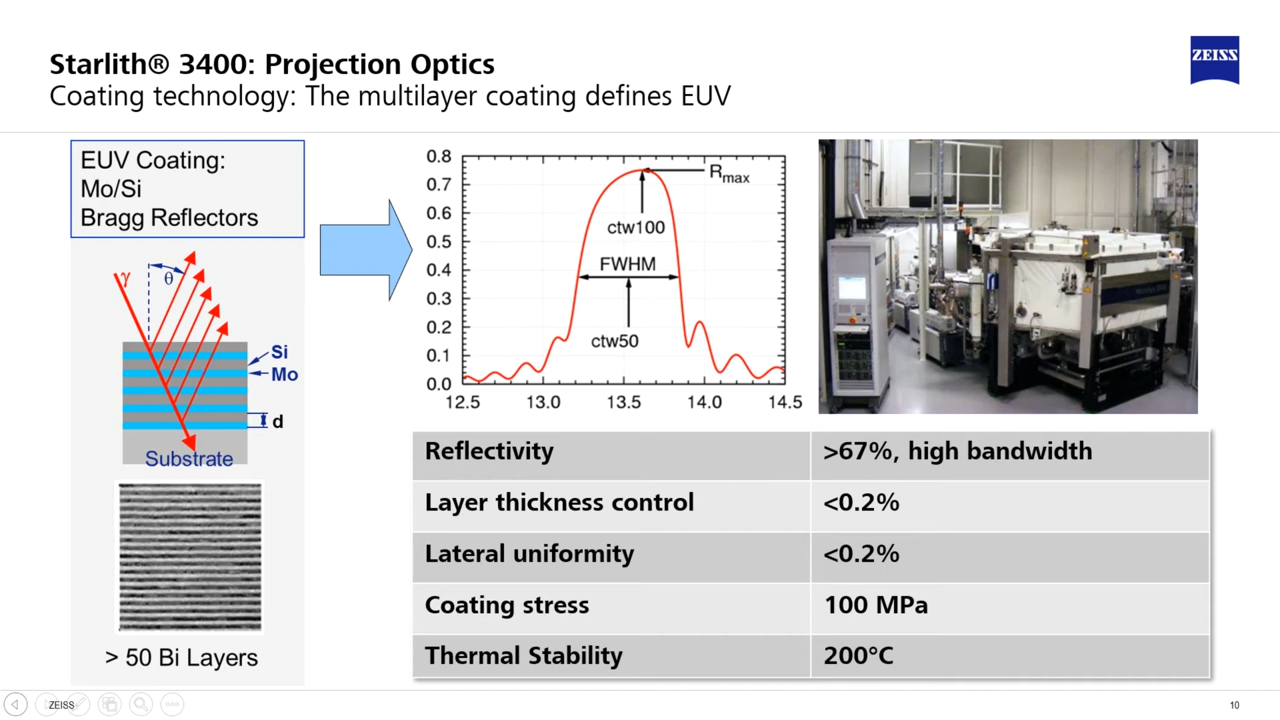 Starlith® 3400: Projection Optics
Coating technology: The multilayer coating defines EUV
ZEISS
EUV Coating:
Mo/Si
Bragg Reflectors
γ
θ
Si
Mo
d
Substrate
> 50 Bi Layers
0.8
0.7
0.6
0.5
0.4
0.3
0.2
0.1
0.0
12.5 13.0 13.5 14.0 14.5
Rmax
ctw100
FWHM
ctw50
Reflectivity >67%, high bandwidth
Layer thickness control <0.2%
Lateral uniformity <0.2%
Coating stress 100 MPa
Thermal Stability 200°C
ZEISS
10